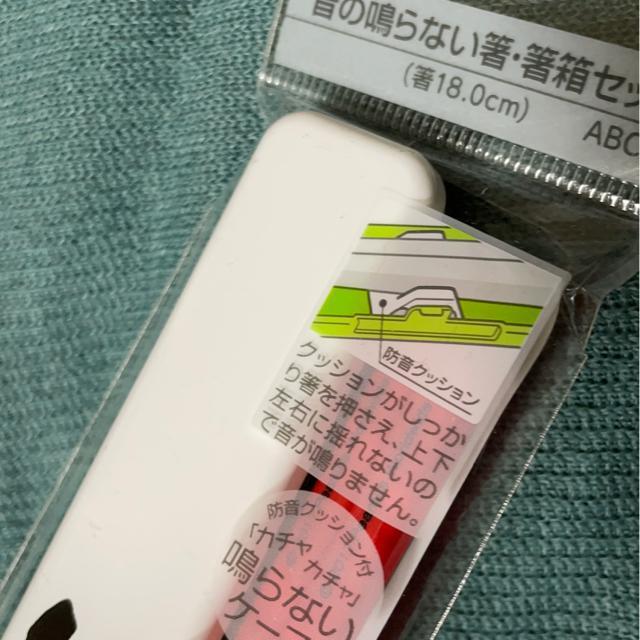 音の鳴らない箸・箸箱セッ
(箸18.0cm)
ABC
防音クッション
クッションがしっか
り箸を押さえ、上下
左右に揺れないの
で音が鳴りません。
防音クッション
「カチャ カチャ」
鳴らない
ケー